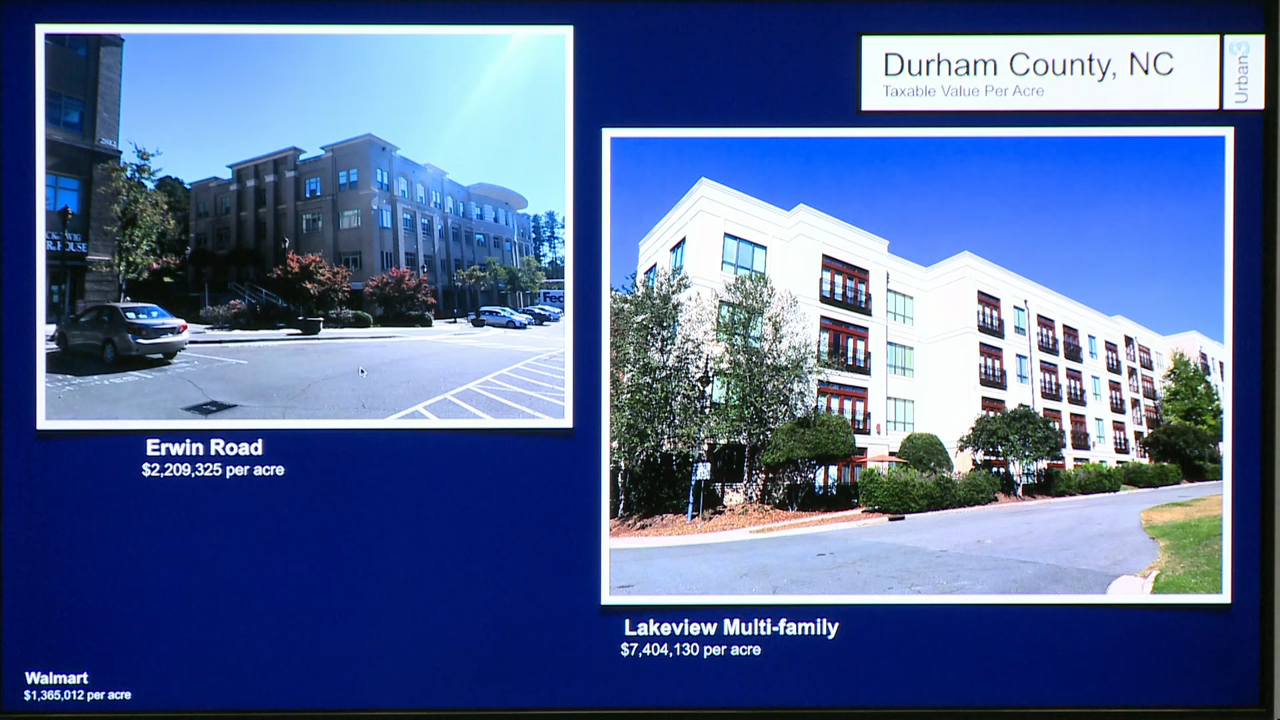 Durham County, NC
Taxable Value Per Acre
Urban3
Erwin Road
$2,209,325 per acre
Lakeview Multi-family
$7,404,130 per acre
Walmart
$1,365,012 per acre